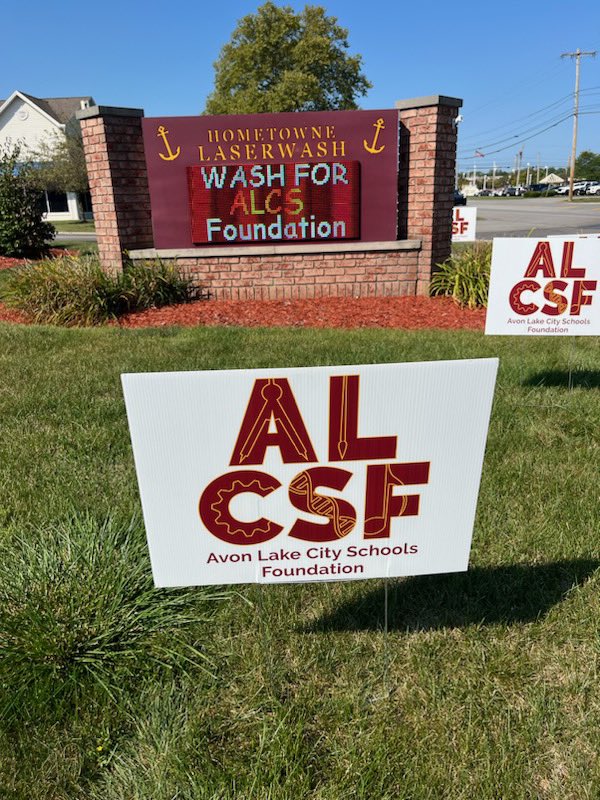 HOMETOWNE
LASERWASH
WASH FOR
ALCS
Foundation
L
SF
AL
CSF
Avon Lake City Schools
Foundation
AL
CSF
Avon Lake City Schools
Foundation